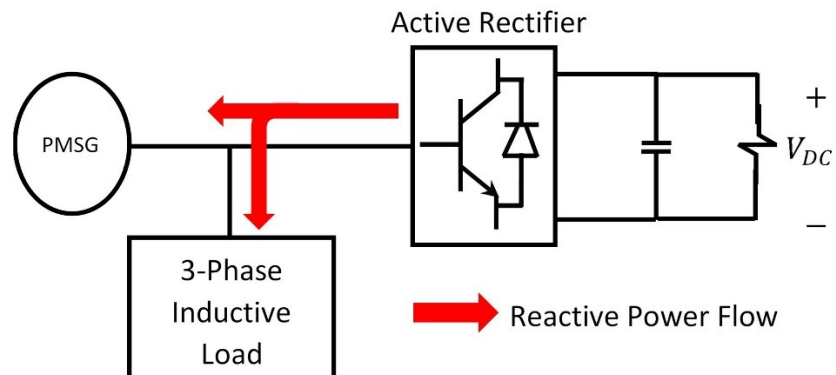 Active Rectifier
PMSG
+
V_DC
−
3-Phase
Inductive
Load
Reactive Power Flow